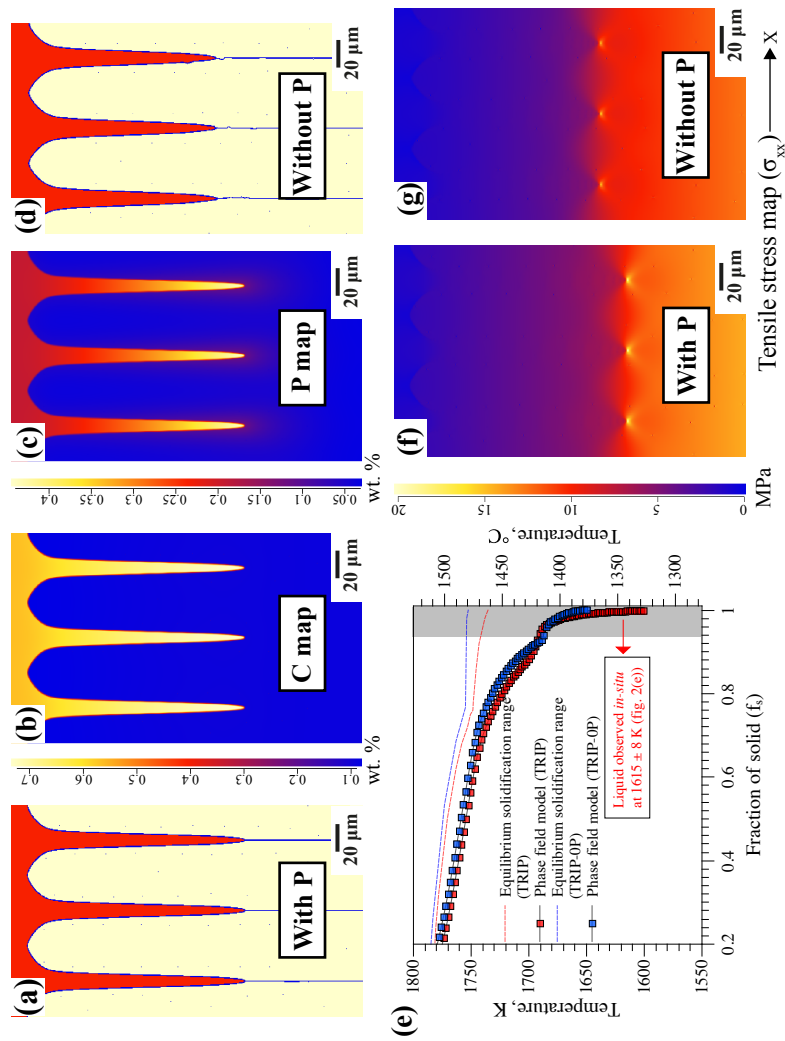 (a)
With P
20 μm
0.7
0.6
0.5
0.4
0.3
0.2
0.1
wt. %
(b)
C map
20 μm
0.4
0.35
0.3
0.25
0.2
0.15
0.1
0.05
wt. %
(c)
P map
20 μm
(d)
Without P
20 μm
(e)
Temperature, K
1800
1750
1700
1650
1600
1550
Equilibrium solidification range
(TRIP)
Phase field model (TRIP)
Equilibrium solidification range
(TRIP-0P)
Phase field model (TRIP-0P)
Liquid observed in-situ
at 1615 ± 8 K (fig. 2(e))
0.2
0.4
0.6
0.8
1
Fraction of solid (fs)
1500
1450
1400
1350
1300
Temperature,°C
20
15
10
5
0
MPa
(f)
With P
20 μm
(g)
Without P
20 μm
Tensile stress map (σxx)
X